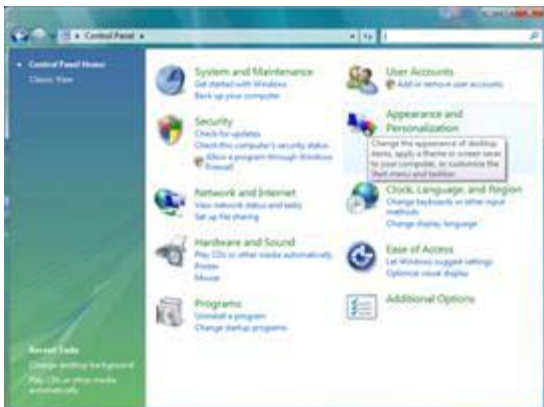 Control Panel
Control Panel Home
Classic View
System and Maintenance
Get started with Windows
Back up your computer
Security
Check for updates
Check this computer's security status
Allow a program through Windows
Firewall
Network and Internet
View network status and tasks
Set up file sharing
Hardware and Sound
Play CDs or other media automatically
Printer
Mouse
Programs
Uninstall a program
Change startup programs
User Accounts
Add or remove user accounts
Appearance and
Personalization
Change the appearance of desktop
items, apply a theme or screen saver
to your computer, or customize the
Start menu and taskbar.
Clock, Language, and Region
Change keyboards or other input
methods
Change display language
Ease of Access
Let Windows suggest settings
Optimize visual display
Additional Options
Recent Tasks
Change desktop background
Play CDs or other media
automatically